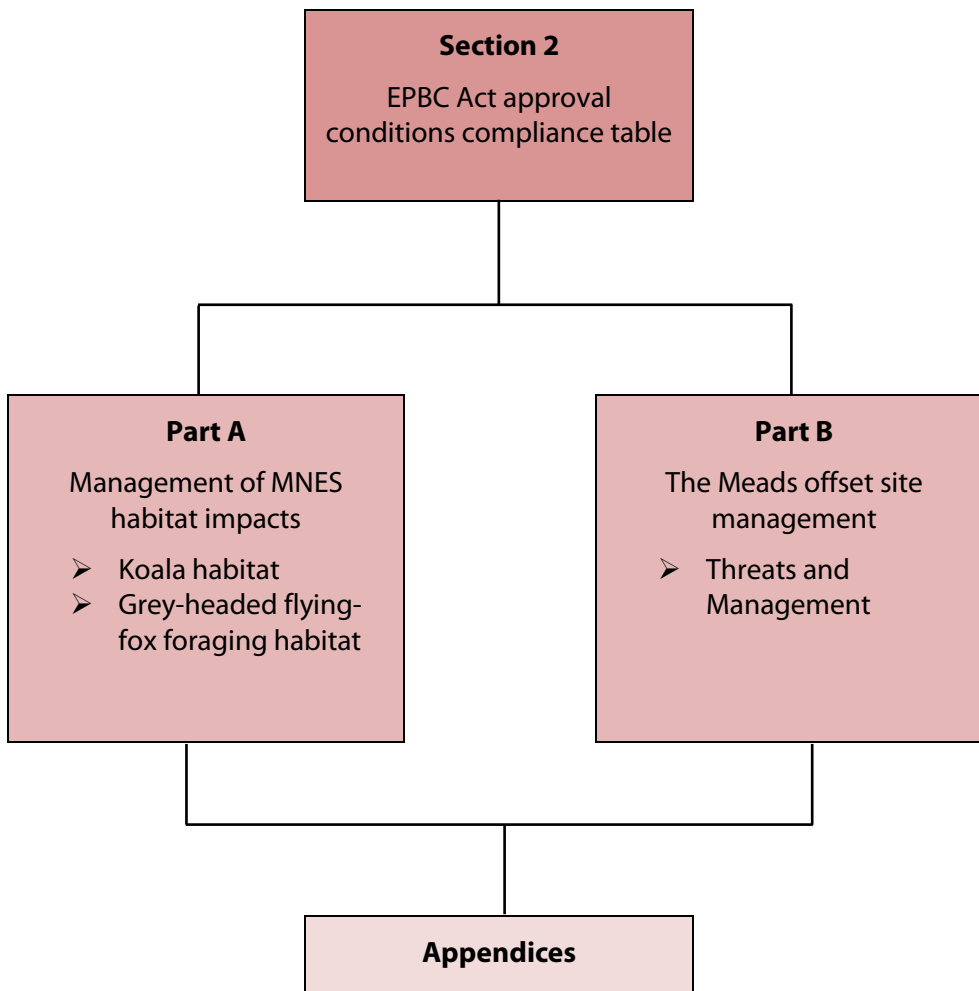 Section 2
EPBC Act approval
conditions compliance table
Part A
Management of MNES
habitat impacts
➢ Koala habitat
➢ Grey-headed flying-
fox foraging habitat
Part B
The Meads offset site
management
➢ Threats and
Management
Appendices